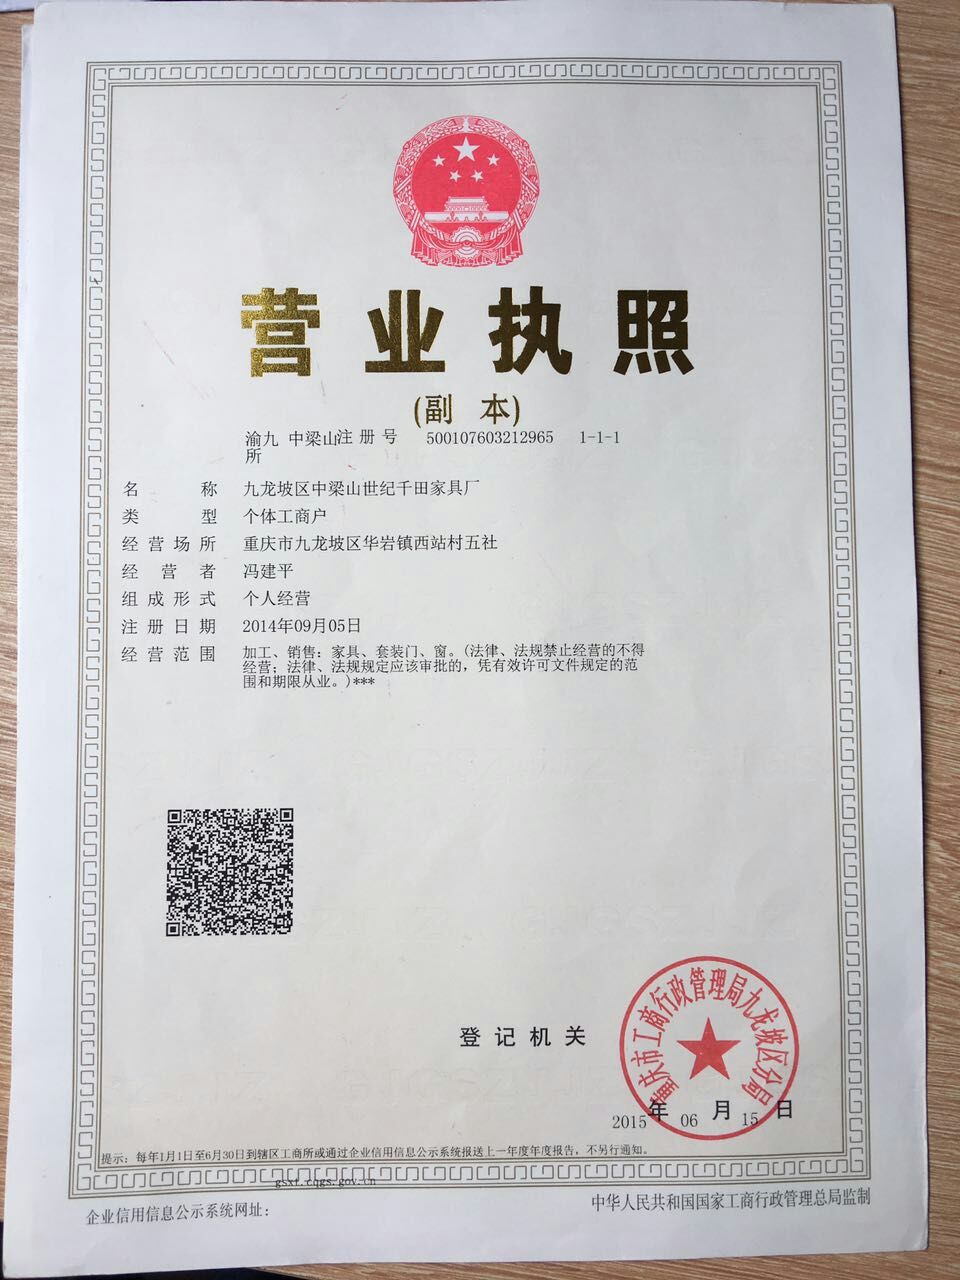 营业执照
(副 本)
渝九 中梁山所 注册号 500107603212965 1-1-1
名称 九龙坡区中梁山世纪千田家具厂
类型 个体工商户
经营场所 重庆市九龙坡区华岩镇西站村五社
经营者 冯建平
组成形式 个人经营
注册日期 2014年09月05日
经营范围 加工、销售：家具、套装门、窗。(法律、法规禁止经营的不得
经营；法律、法规规定应该审批的，凭有效许可文件规定的范
围和期限从业。)***
重庆市工商行政管理局九龙坡区分局
登记机关
2015年06月15日
提示：每年1月1日至6月30日到辖区工商所或通过企业信用信息公示系统报送上一年度年度报告，不另行通知。
gsxt.cqgs.gov.cn
企业信用信息公示系统网址：
中华人民共和国国家工商行政管理总局监制